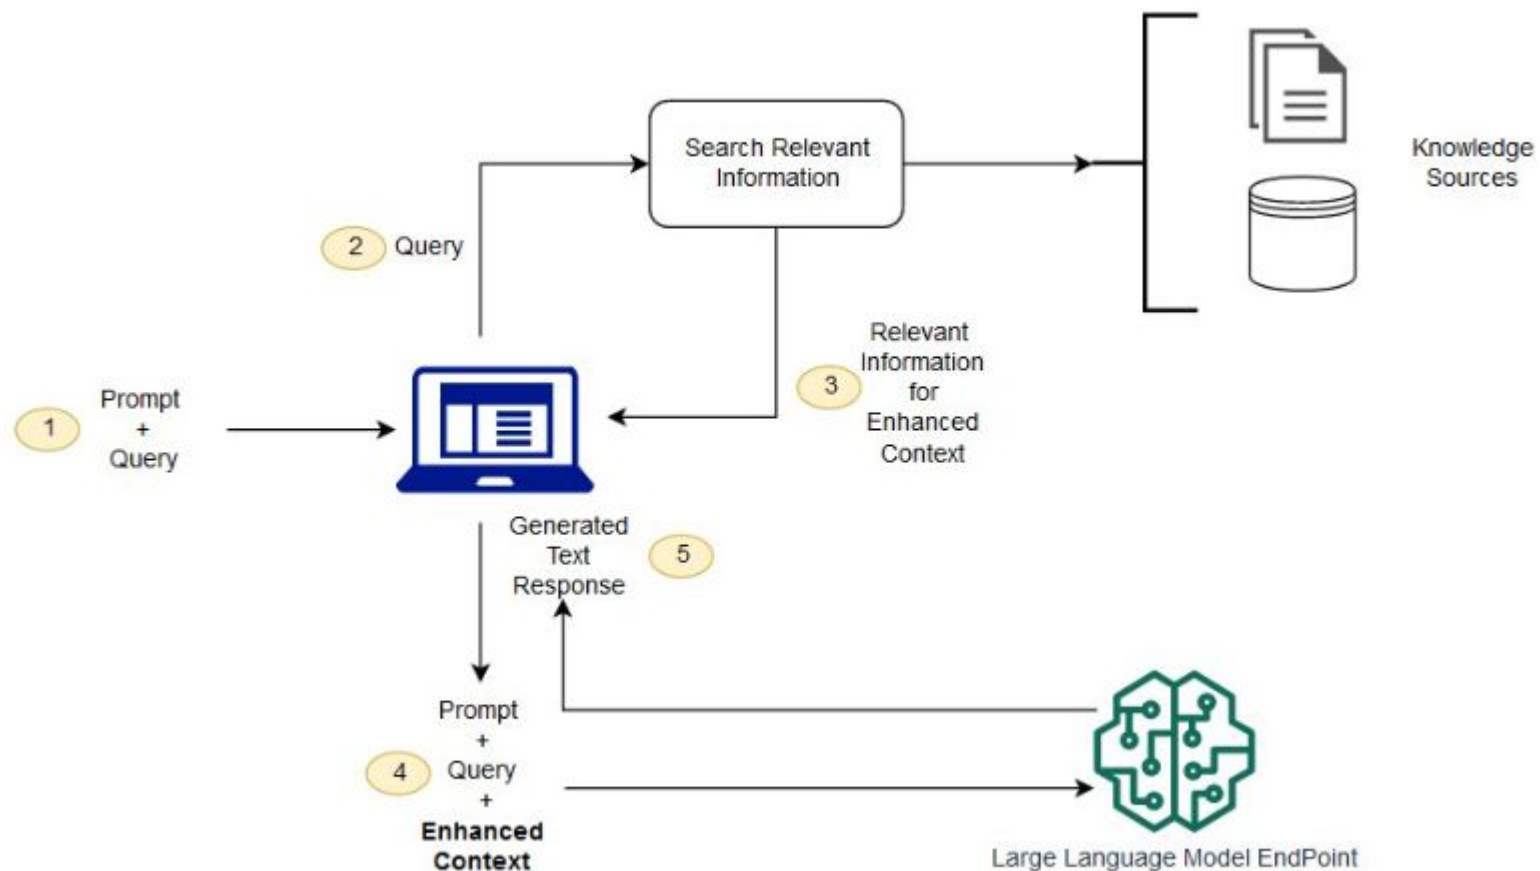 Search Relevant
Information
Knowledge
Sources
2 Query
Relevant
Information
for
Enhanced
Context
3
1
Prompt
+
Query
Generated
Text
Response
5
Prompt
+
Query
+
Enhanced
Context
4
Large Language Model EndPoint